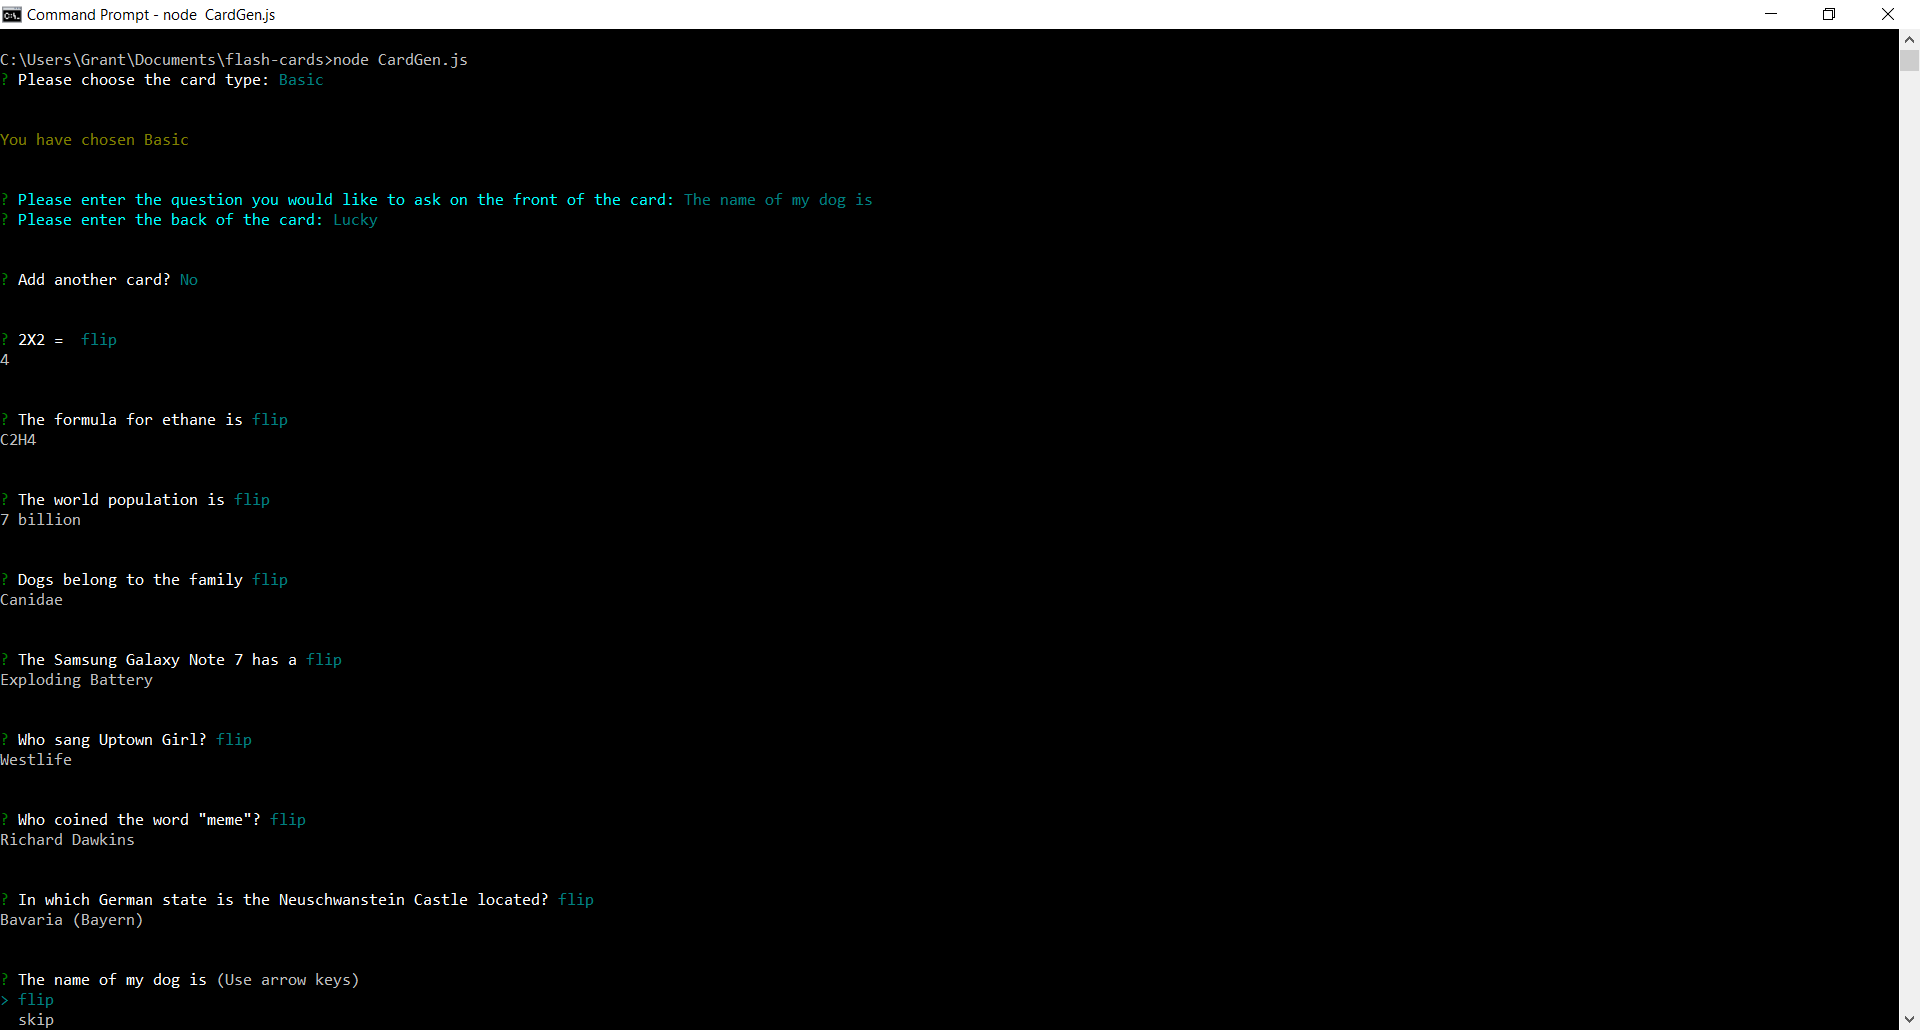 Command Prompt - node  CardGen.js
C:\Users\Grant\Documents\flash-cards>node CardGen.js
? Please choose the card type: Basic
You have chosen Basic
? Please enter the question you would like to ask on the front of the card: The name of my dog is
? Please enter the back of the card: Lucky
? Add another card? No
? 2X2 =  flip
4
? The formula for ethane is flip
C2H4
? The world population is flip
7 billion
? Dogs belong to the family flip
Canidae
? The Samsung Galaxy Note 7 has a flip
Exploding Battery
? Who sang Uptown Girl? flip
Westlife
? Who coined the word "meme"? flip
Richard Dawkins
? In which German state is the Neuschwanstein Castle located? flip
Bavaria (Bayern)
? The name of my dog is (Use arrow keys)
> flip
  skip